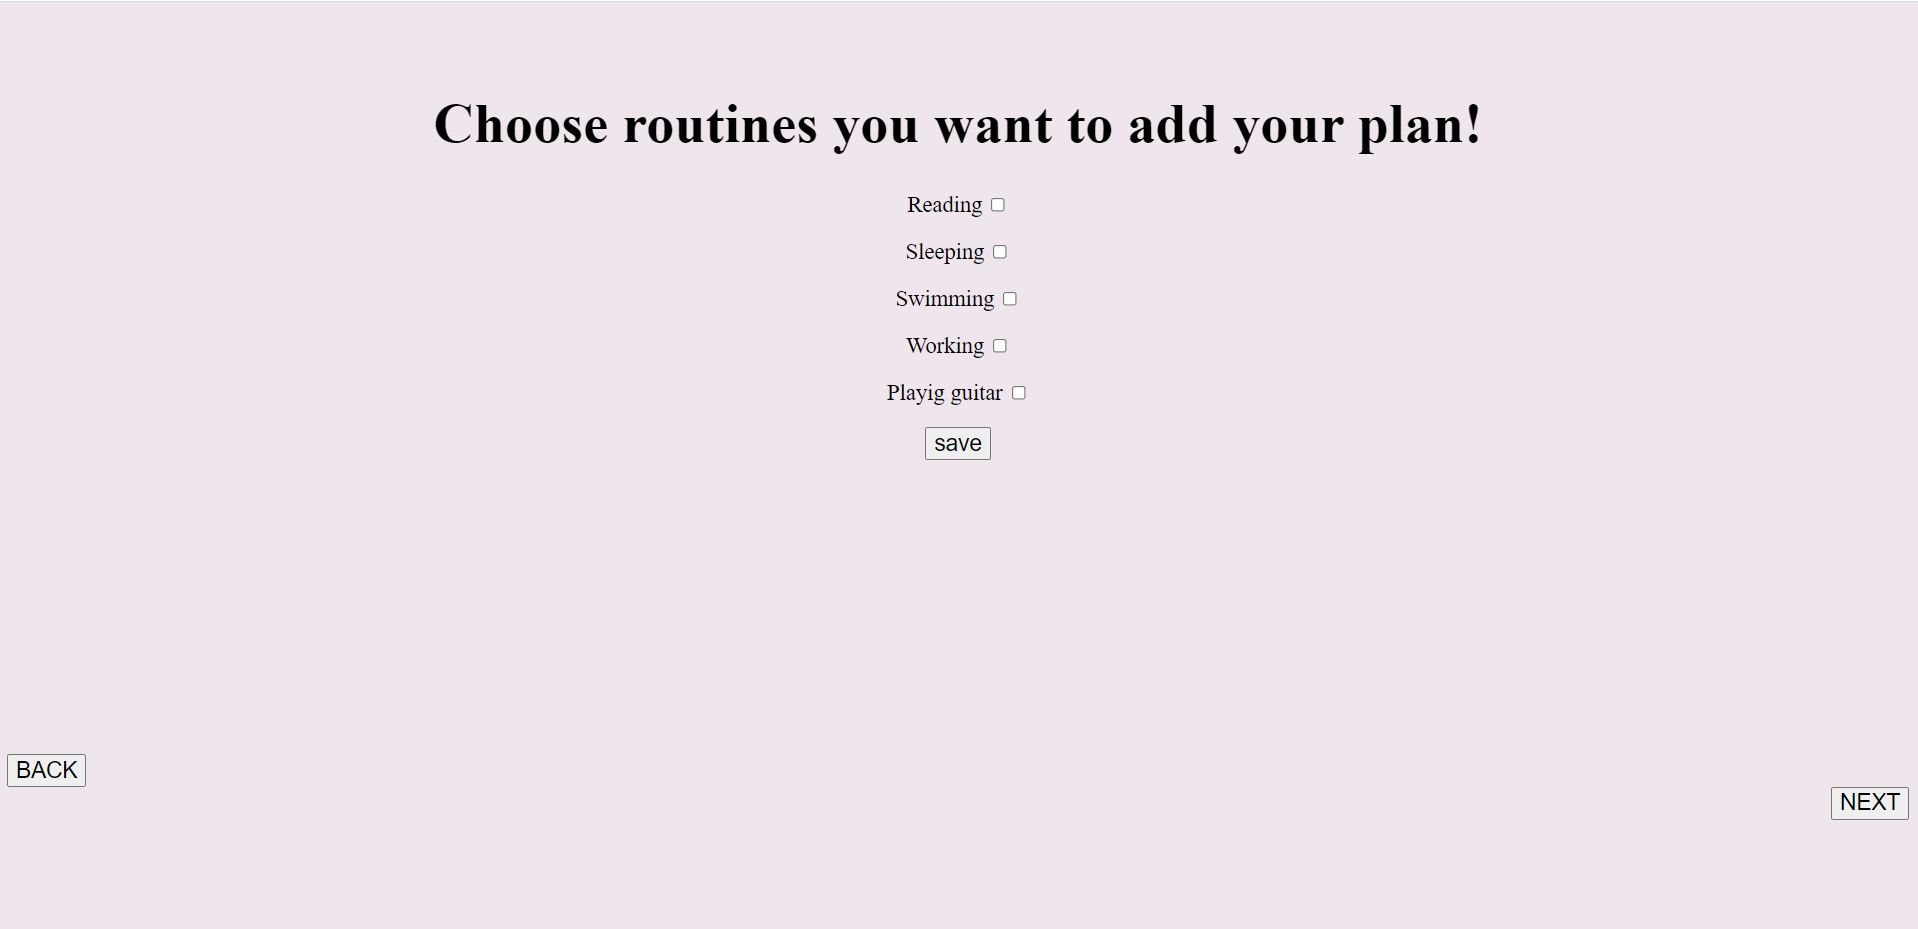 Choose routines you want to add your plan!
Reading
Sleeping
Swimming
Working
Playig guitar
save
BACK
NEXT